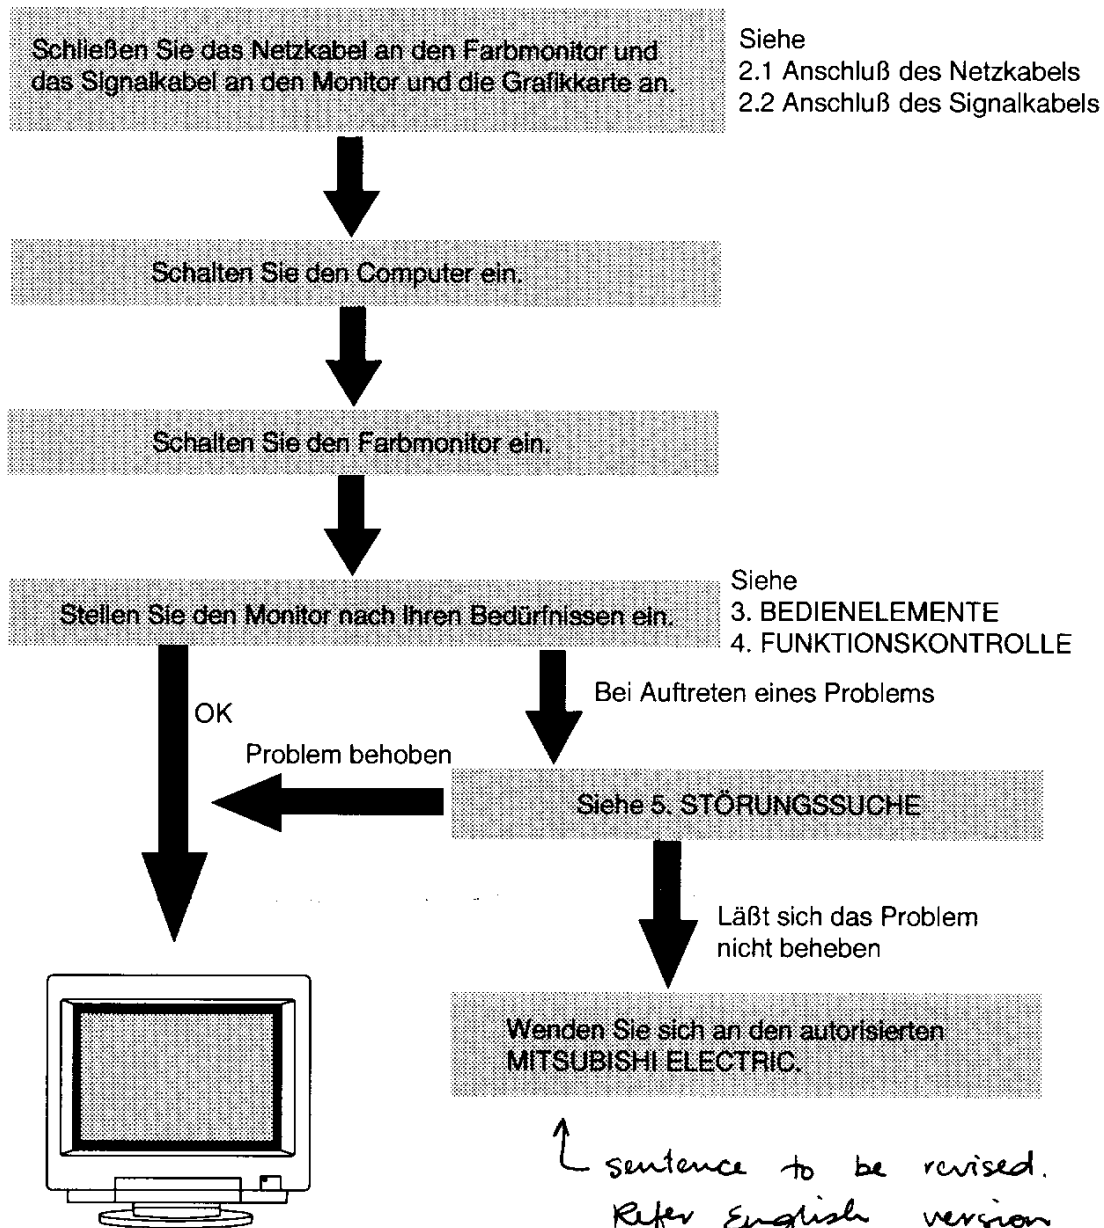 Schließen Sie das Netzkabel an den Farbmonitor und
das Signalkabel an den Monitor und die Grafikkarte an.
Siehe
2.1 Anschluß des Netzkabels
2.2 Anschluß des Signalkabels
Schalten Sie den Computer ein.
Schalten Sie den Farbmonitor ein.
Stellen Sie den Monitor nach Ihren Bedürfnissen ein.
Siehe
3. BEDIENELEMENTE
4. FUNKTIONSKONTROLLE
OK
Bei Auftreten eines Problems
Problem behoben
Siehe 5. STÖRUNGSSUCHE
Läßt sich das Problem
nicht beheben
Wenden Sie sich an den autorisierten
MITSUBISHI ELECTRIC.
sentence to be revised.
Refer English version